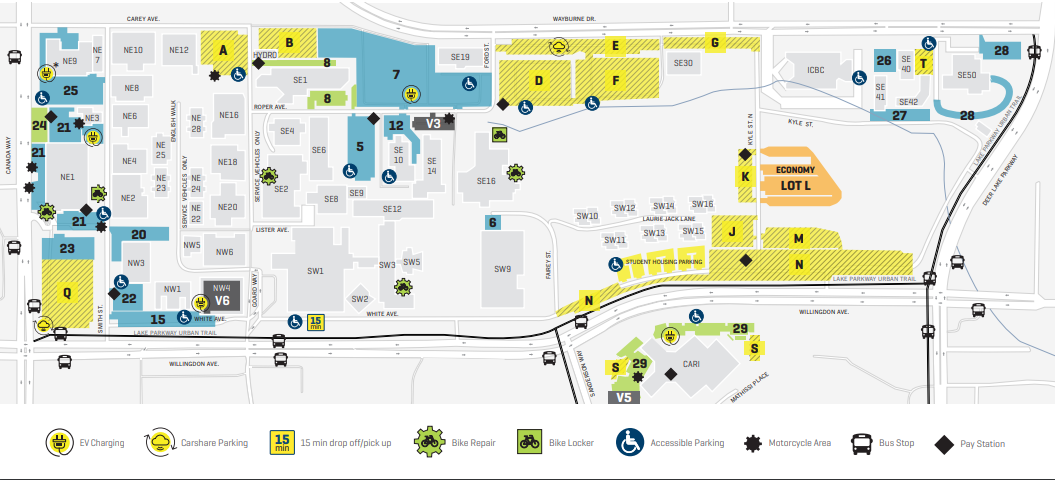 CAREY AVE.
WAYBURNE DR.
NE9
*
NE
7
NE10
NE12
A
B
HYDRO
8
7
SE19
FORD ST.
E
G
SE30
ICBC
26
SE
40
T
28
SE50
25
NE8
SE1
8
D
F
SE
41
SE42
27
28
24
21
NE3
NE6
ENGLISH WALK
NE
28
NE16
ROPER AVE.
SE4
SE6
5
12
V3
KYLE ST. N
KYLE ST.
LAKE PARKWAY URBAN TRAIL
CANADA WAY
21
NE1
NE4
NE
25
NE
23
NE2
SERVICE VEHICLES ONLY
NE18
NE
24
NE
22
NE20
SERVICE VEHICLES ONLY
SE2
SE8
SE9
SE
10
SE
14
SE12
SE16
K
ECONOMY
LOT L
DEER LAKE PARKWAY
21
23
20
NW3
NW5
NW6
LISTER AVE.
6
SW10
SW12
SW14
SW16
LAURIE JACK LANE
SW11
SW13
SW15
J
M
N
STUDENT HOUSING PARKING
LAKE PARKWAY URBAN TRAIL
SW1
SW3
SW5
SW2
SW9
FAIREY ST.
Q
SMITH ST.
22
NW1
NW4
V6
GOARD WAY
15
WHITE AVE.
15
min
WHITE AVE.
N
LAKE PARKWAY URBAN TRAIL
WILLINGDON AVE.
WILLINGDON AVE.
MATHISSI PLACE
S
29
V5
CARI
29
S
EV Charging
Carshare Parking
15
min
15 min drop off/pick up
Bike Repair
Bike Locker
Accessible Parking
Motorcycle Area
Bus Stop
Pay Station